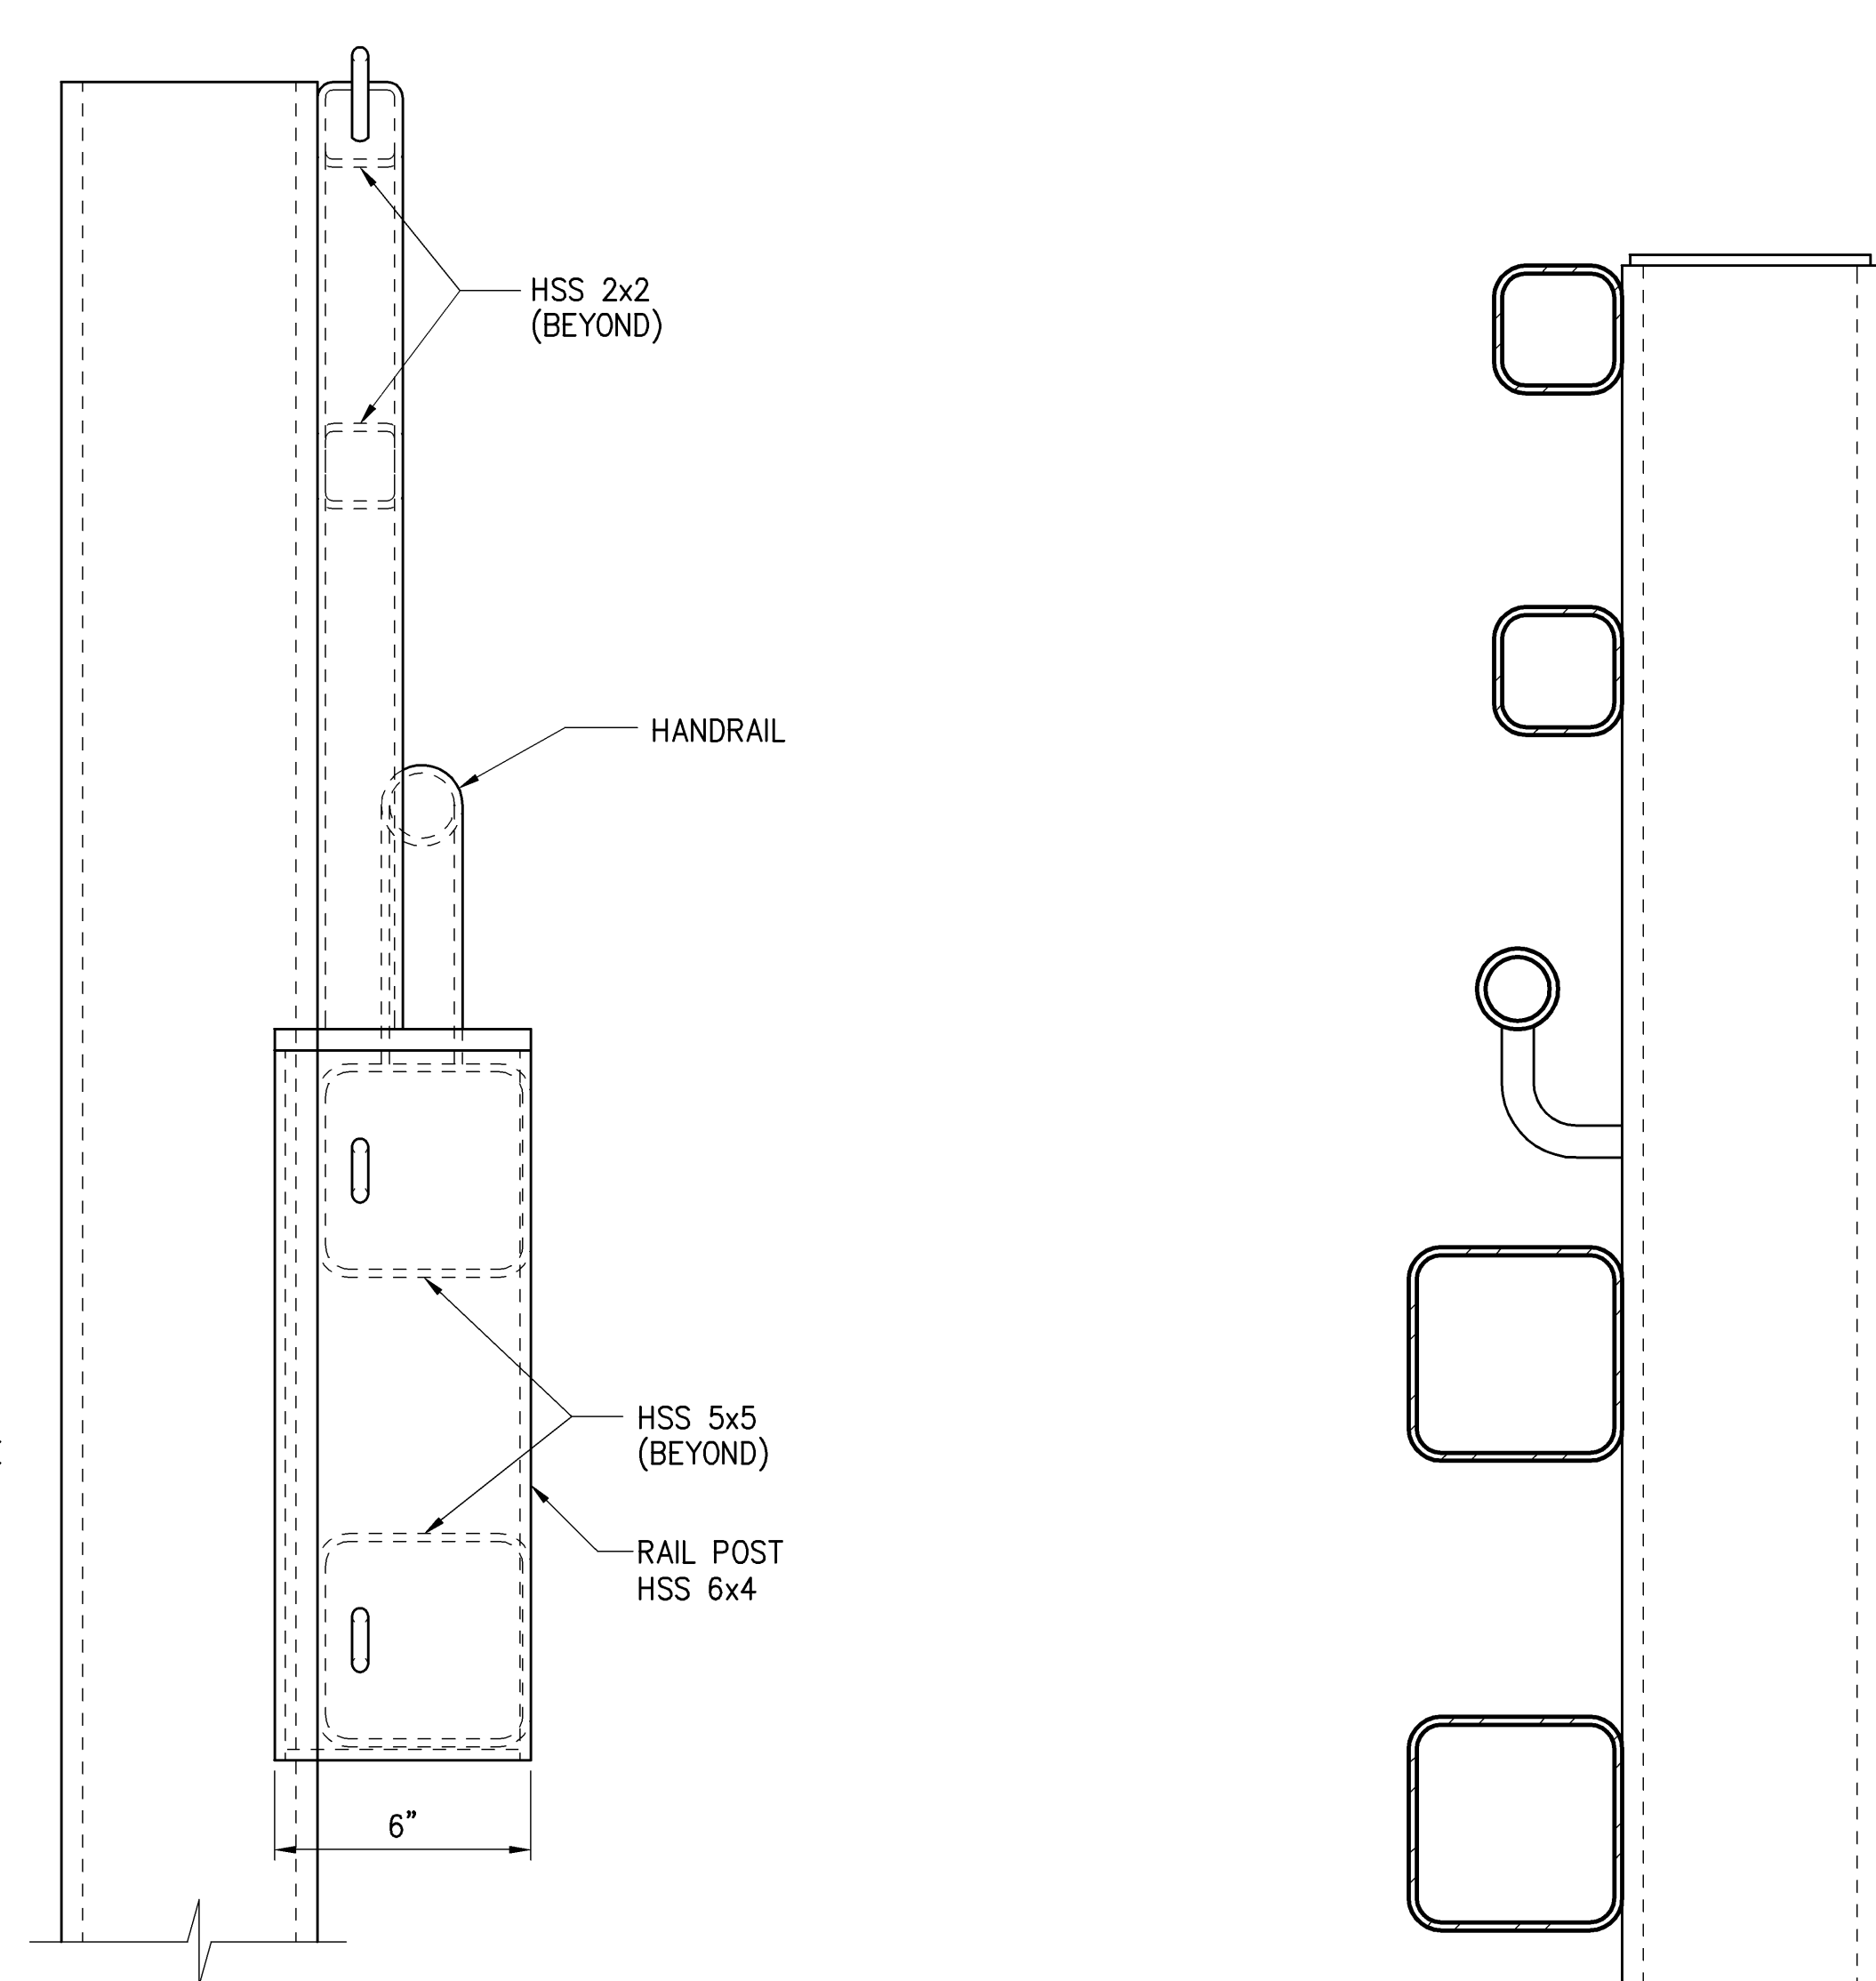 HSS 2x2
(BEYOND)
HANDRAIL
HSS 5x5
(BEYOND)
RAIL POST
HSS 6x4
6”